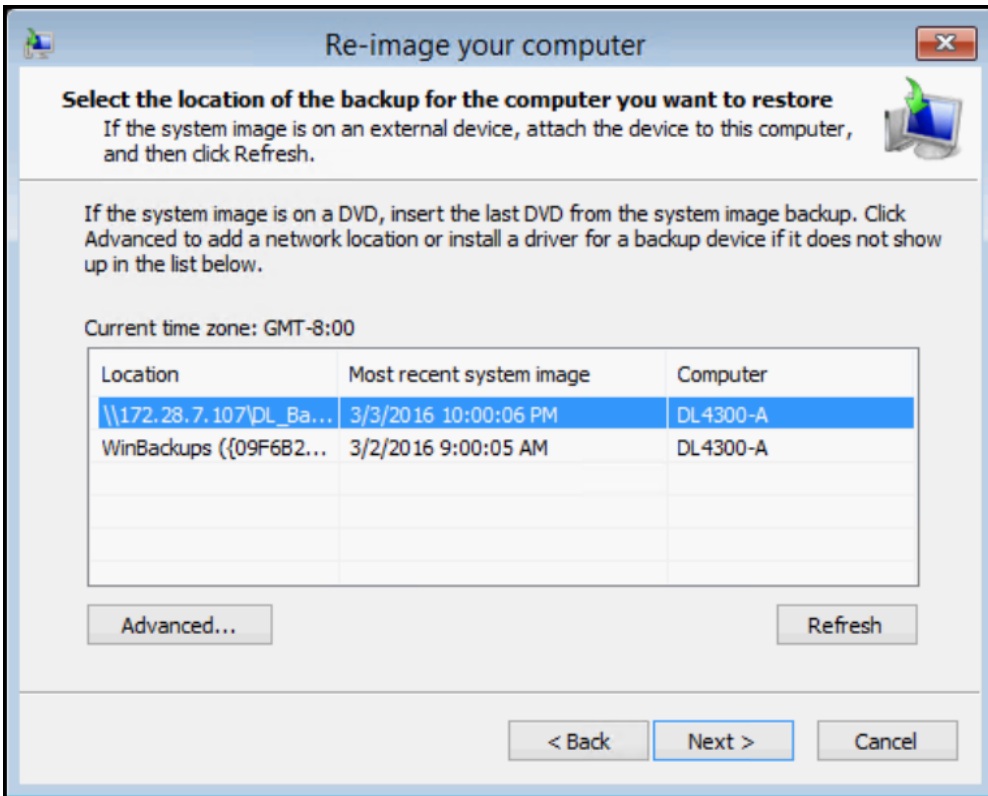 Re-image your computer
Select the location of the backup for the computer you want to restore
If the system image is on an external device, attach the device to this computer,
and then click Refresh.
If the system image is on a DVD, insert the last DVD from the system image backup. Click
Advanced to add a network location or install a driver for a backup device if it does not show
up in the list below.
Current time zone: GMT-8:00
Location Most recent system image Computer
\\172.28.7.107\DL_Ba... 3/3/2016 10:00:06 PM DL4300-A
WinBackups ({09F6B2... 3/2/2016 9:00:05 AM DL4300-A
Advanced... Refresh
< Back Next > Cancel